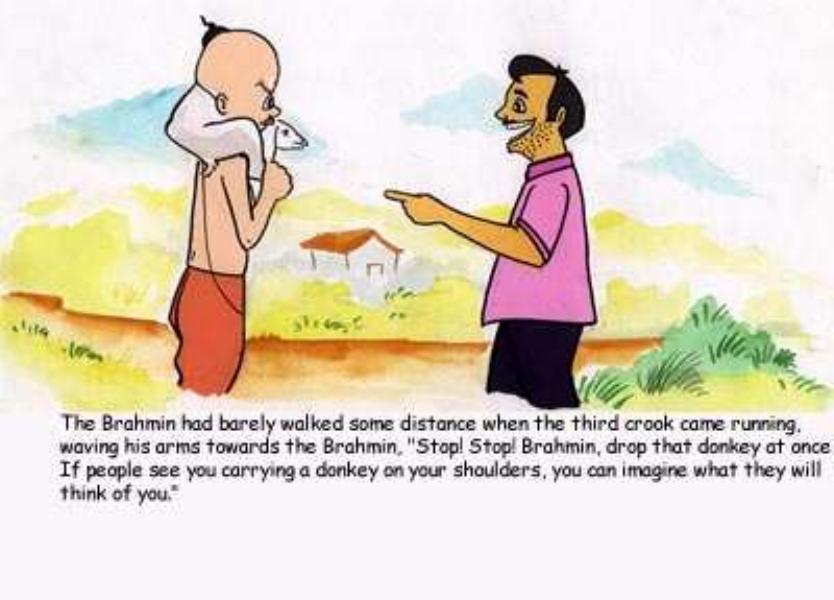 The Brahmin had barely walked some distance when the third crook came running,
waving his arms towards the Brahmin, "Stop! Stop! Brahmin, drop that donkey at once
If people see you carrying a donkey on your shoulders, you can imagine what they will
think of you."